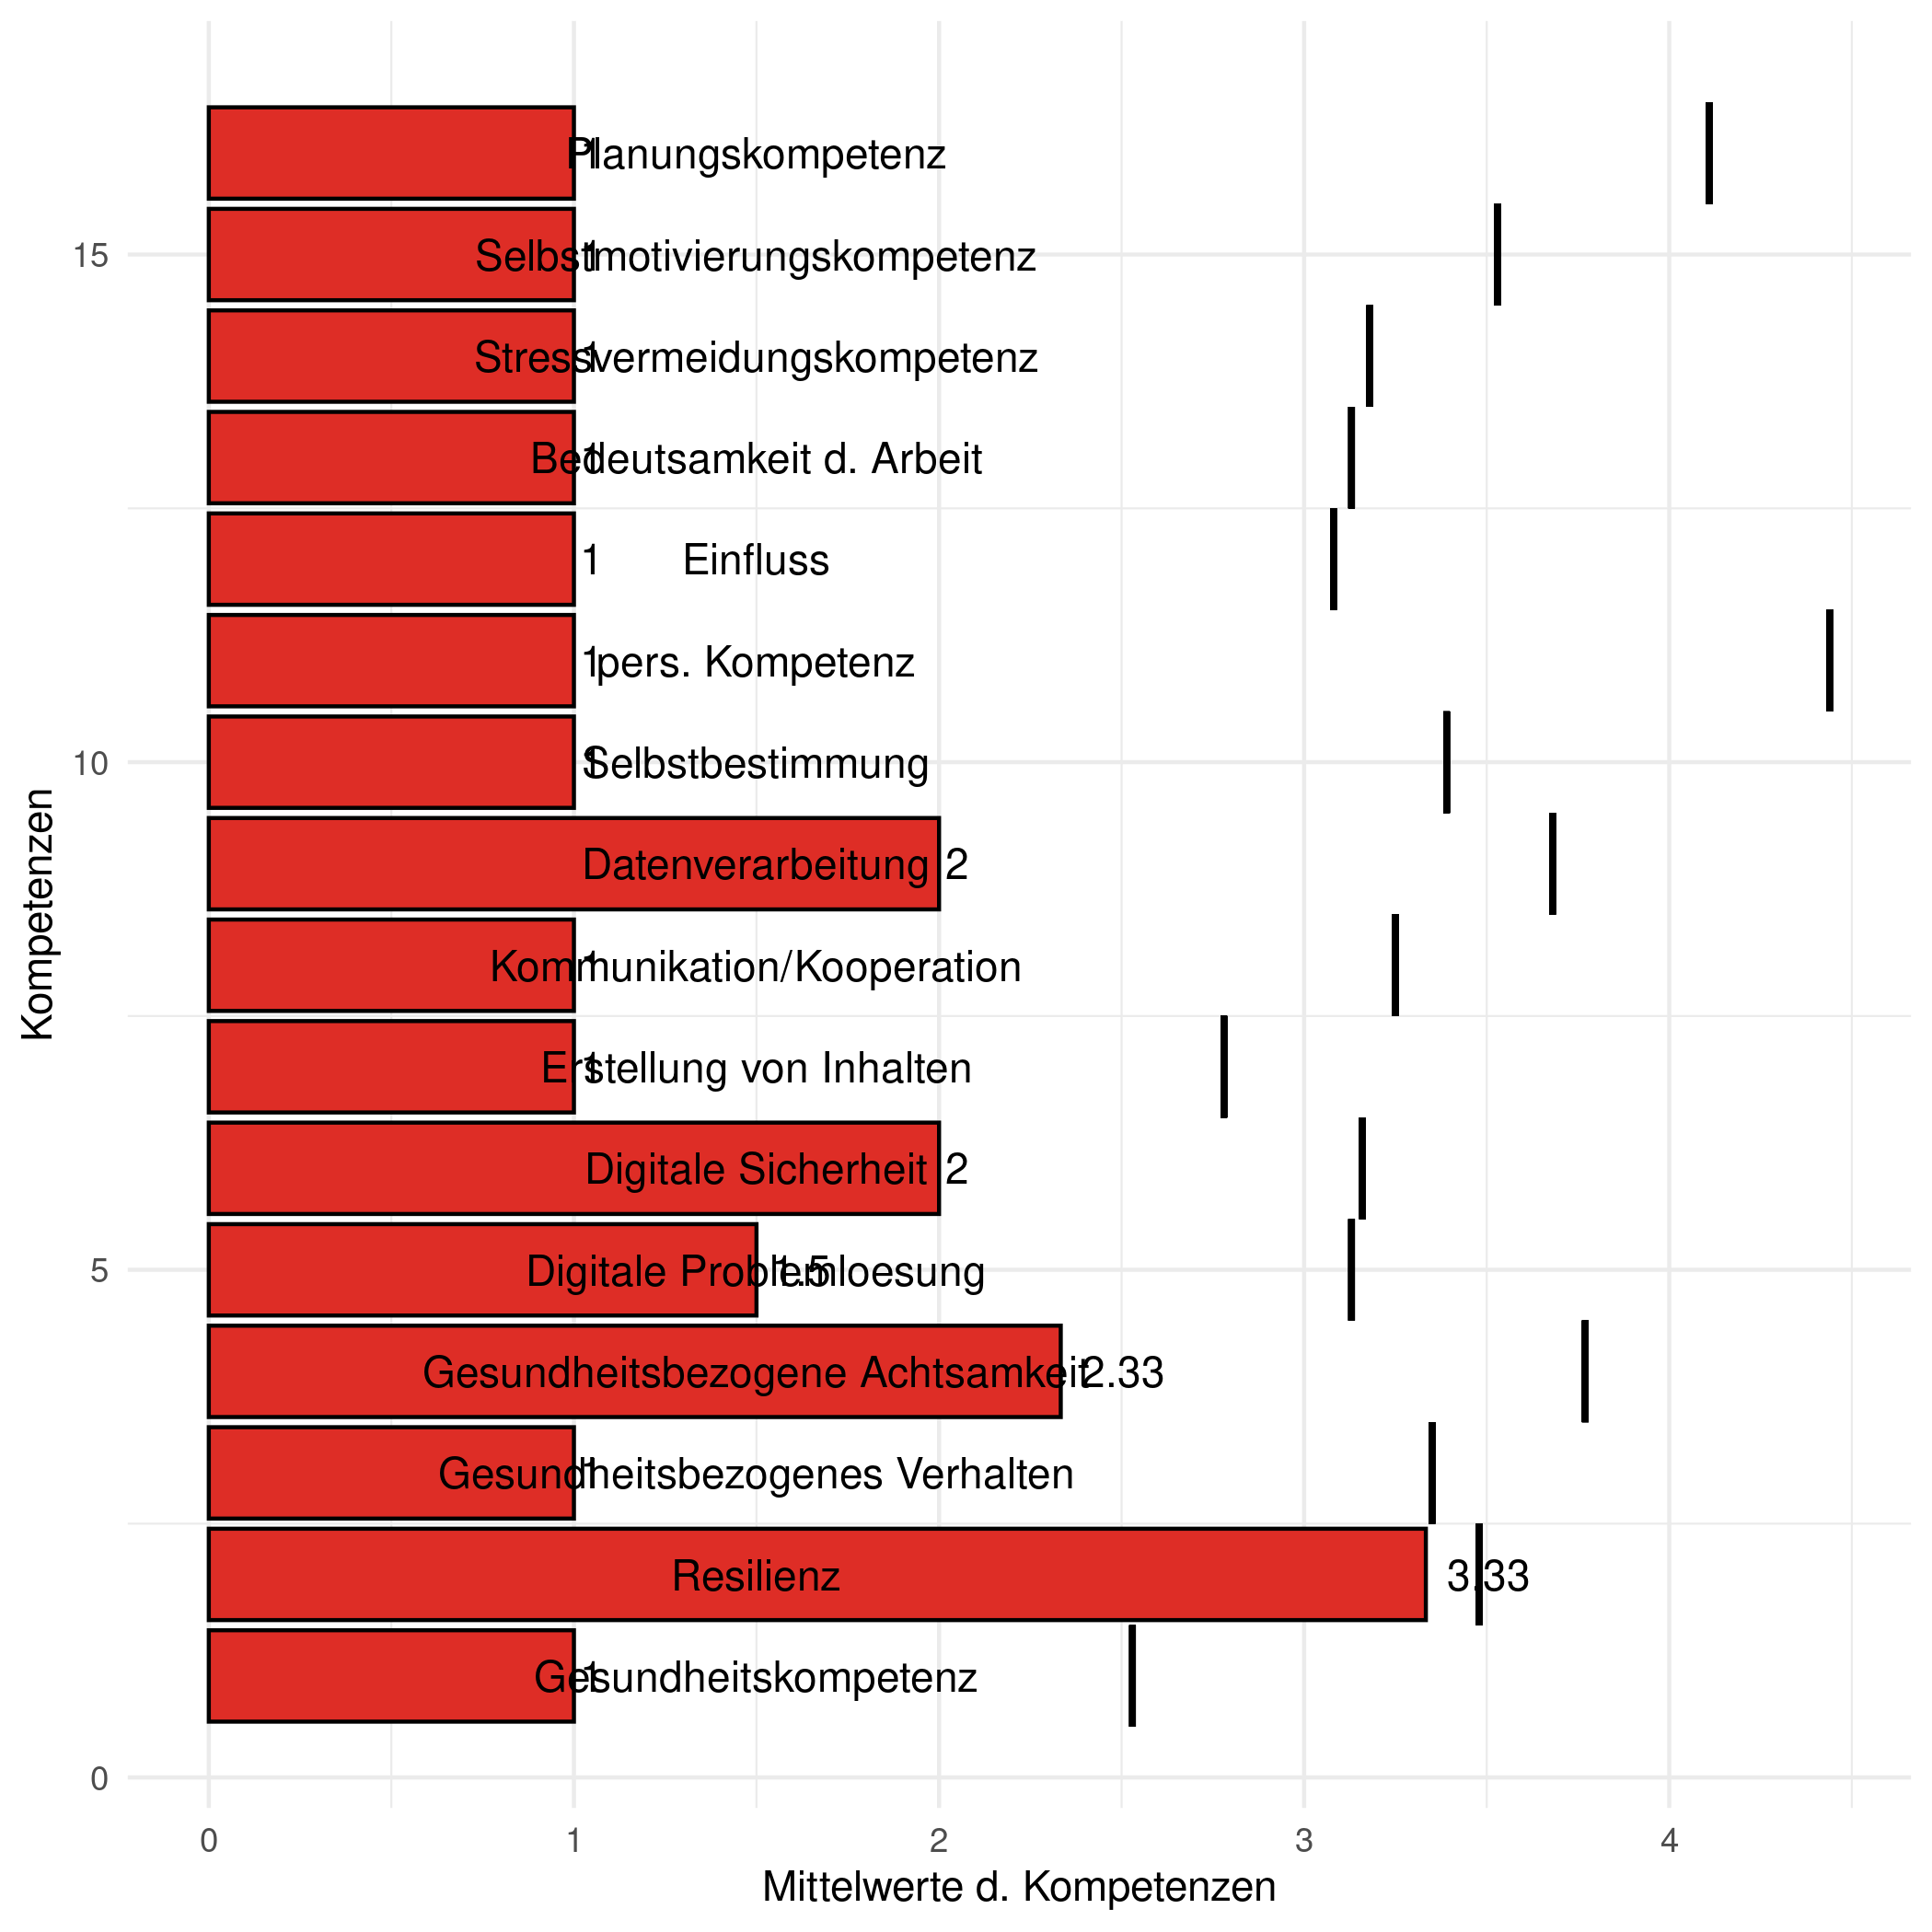 Planungskompetenz 1
15
Selbstmotivierungskompetenz 1
Stressvermeidungskompetenz 1
Bedeutsamkeit d. Arbeit 1
1 Einfluss
1 pers. Kompetenz
10
Selbstbestimmung 1
Datenverarbeitung 2
Kommunikation/Kooperation 1
Erstellung von Inhalten 1
Digitale Sicherheit 2
5
Digitale Problemloesung 1.5
Gesundheitsbezogene Achtsamkeit 2.33
Gesundheitsbezogenes Verhalten 1
Resilienz 3.33
Gesundheitskompetenz 1
0
Kompetenzen
0 1 2 3 4
Mittelwerte d. Kompetenzen